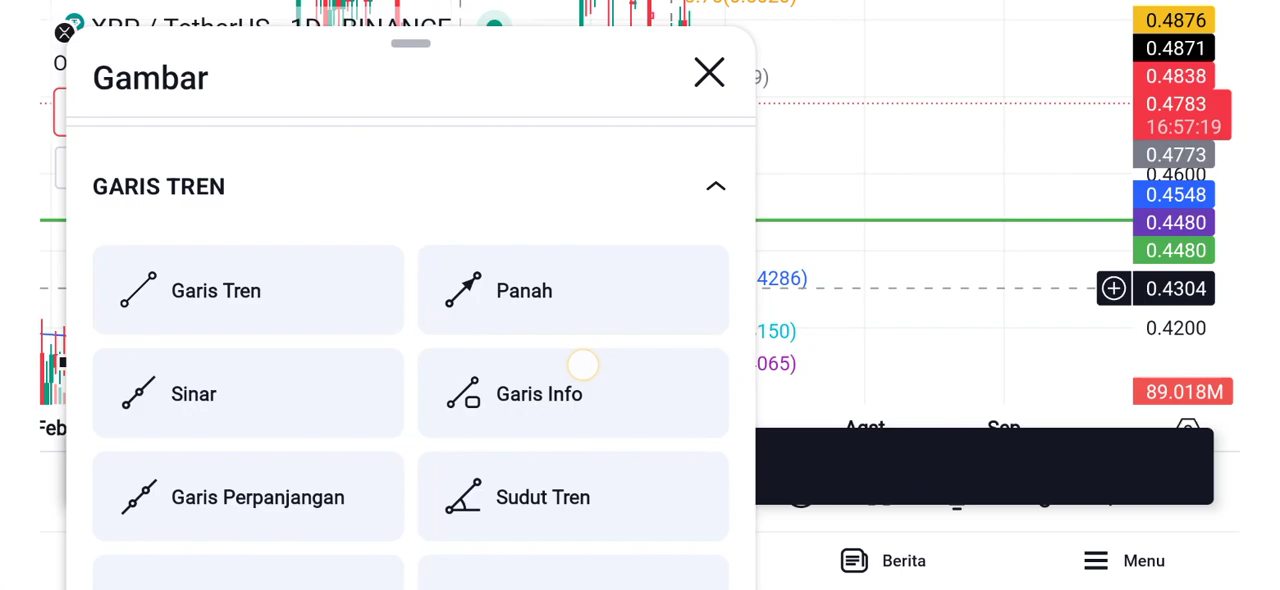 XRP / TetherUS 1D BINANCE
Gambar
GARIS TREN
Garis Tren
Panah
Sinar
Garis Info
Garis Perpanjangan
Sudut Tren
9)
4286)
150)
065)
0.4876
0.4871
0.4838
0.4783
16:57:19
0.4773
0.4600
0.4548
0.4480
0.4480
0.4304
0.4200
89.018M
Feb
Agst
Sep
Berita
Menu